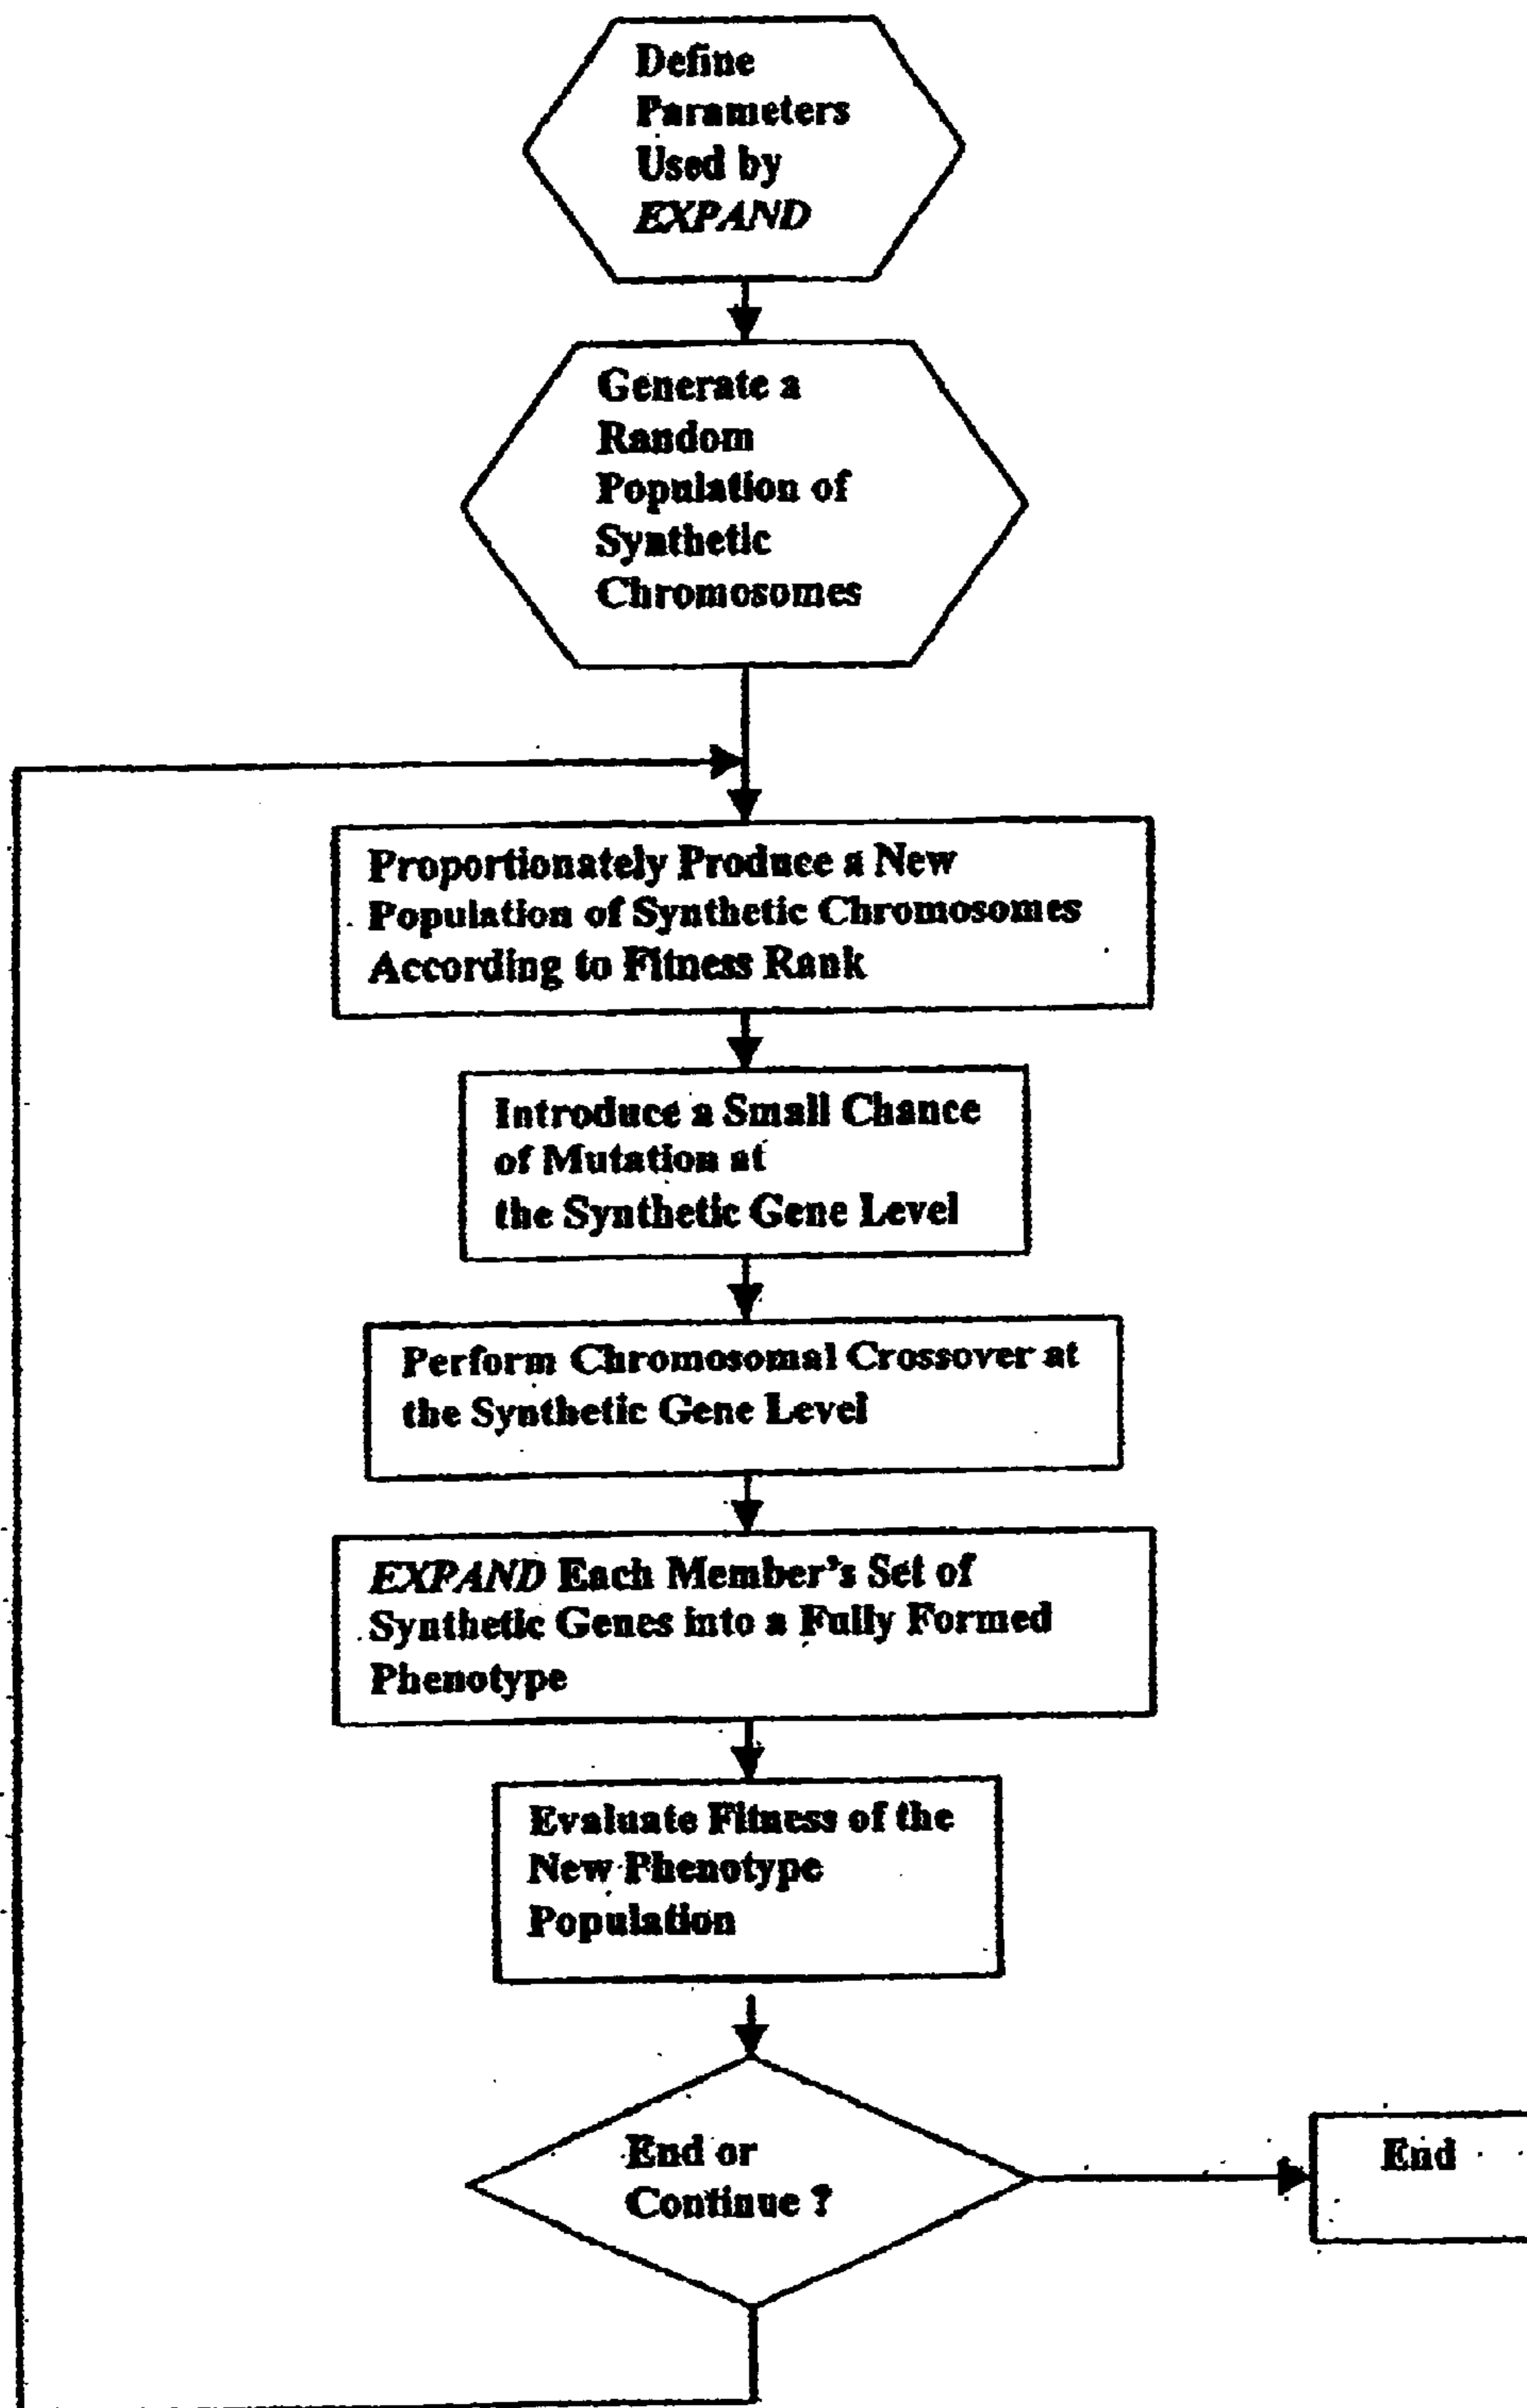 Define
Parameters
Used by
EXPAND
Generate a
Random
Population of
Synthetic
Chromosomes
Proportionately Produce a New
Population of Synthetic Chromosomes
According to Fitness Rank
Introduce a Small Chance
of Mutation at
the Synthetic Gene Level
Perform Chromosomal Crossover at
the Synthetic Gene Level
EXPAND Each Member's Set of
Synthetic Genes into a Fully Formed
Phenotype
Evaluate Fitness of the
New Phenotype
Population
End or
Continue ?
End